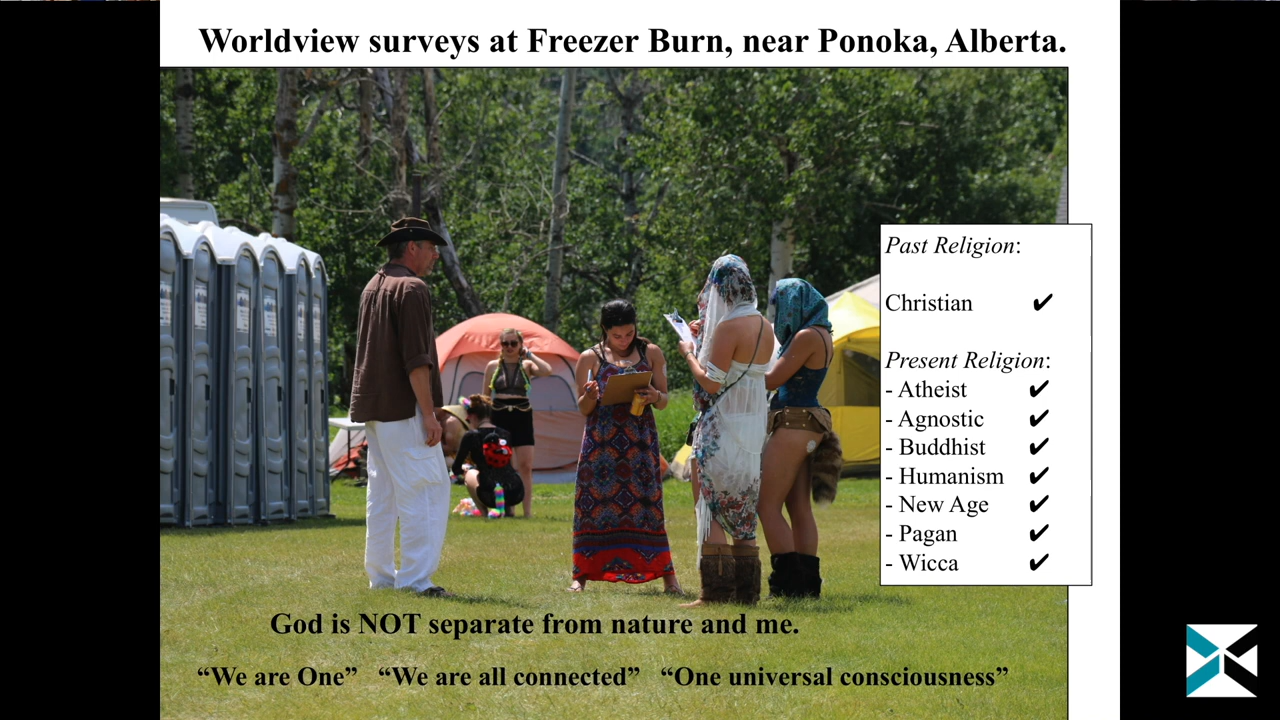 Worldview surveys at Freezer Burn, near Ponoka, Alberta.
Past Religion:
Christian ✔
Present Religion:
- Atheist ✔
- Agnostic ✔
- Buddhist ✔
- Humanism ✔
- New Age ✔
- Pagan ✔
- Wicca ✔
God is NOT separate from nature and me.
“We are One” “We are all connected” “One universal consciousness”